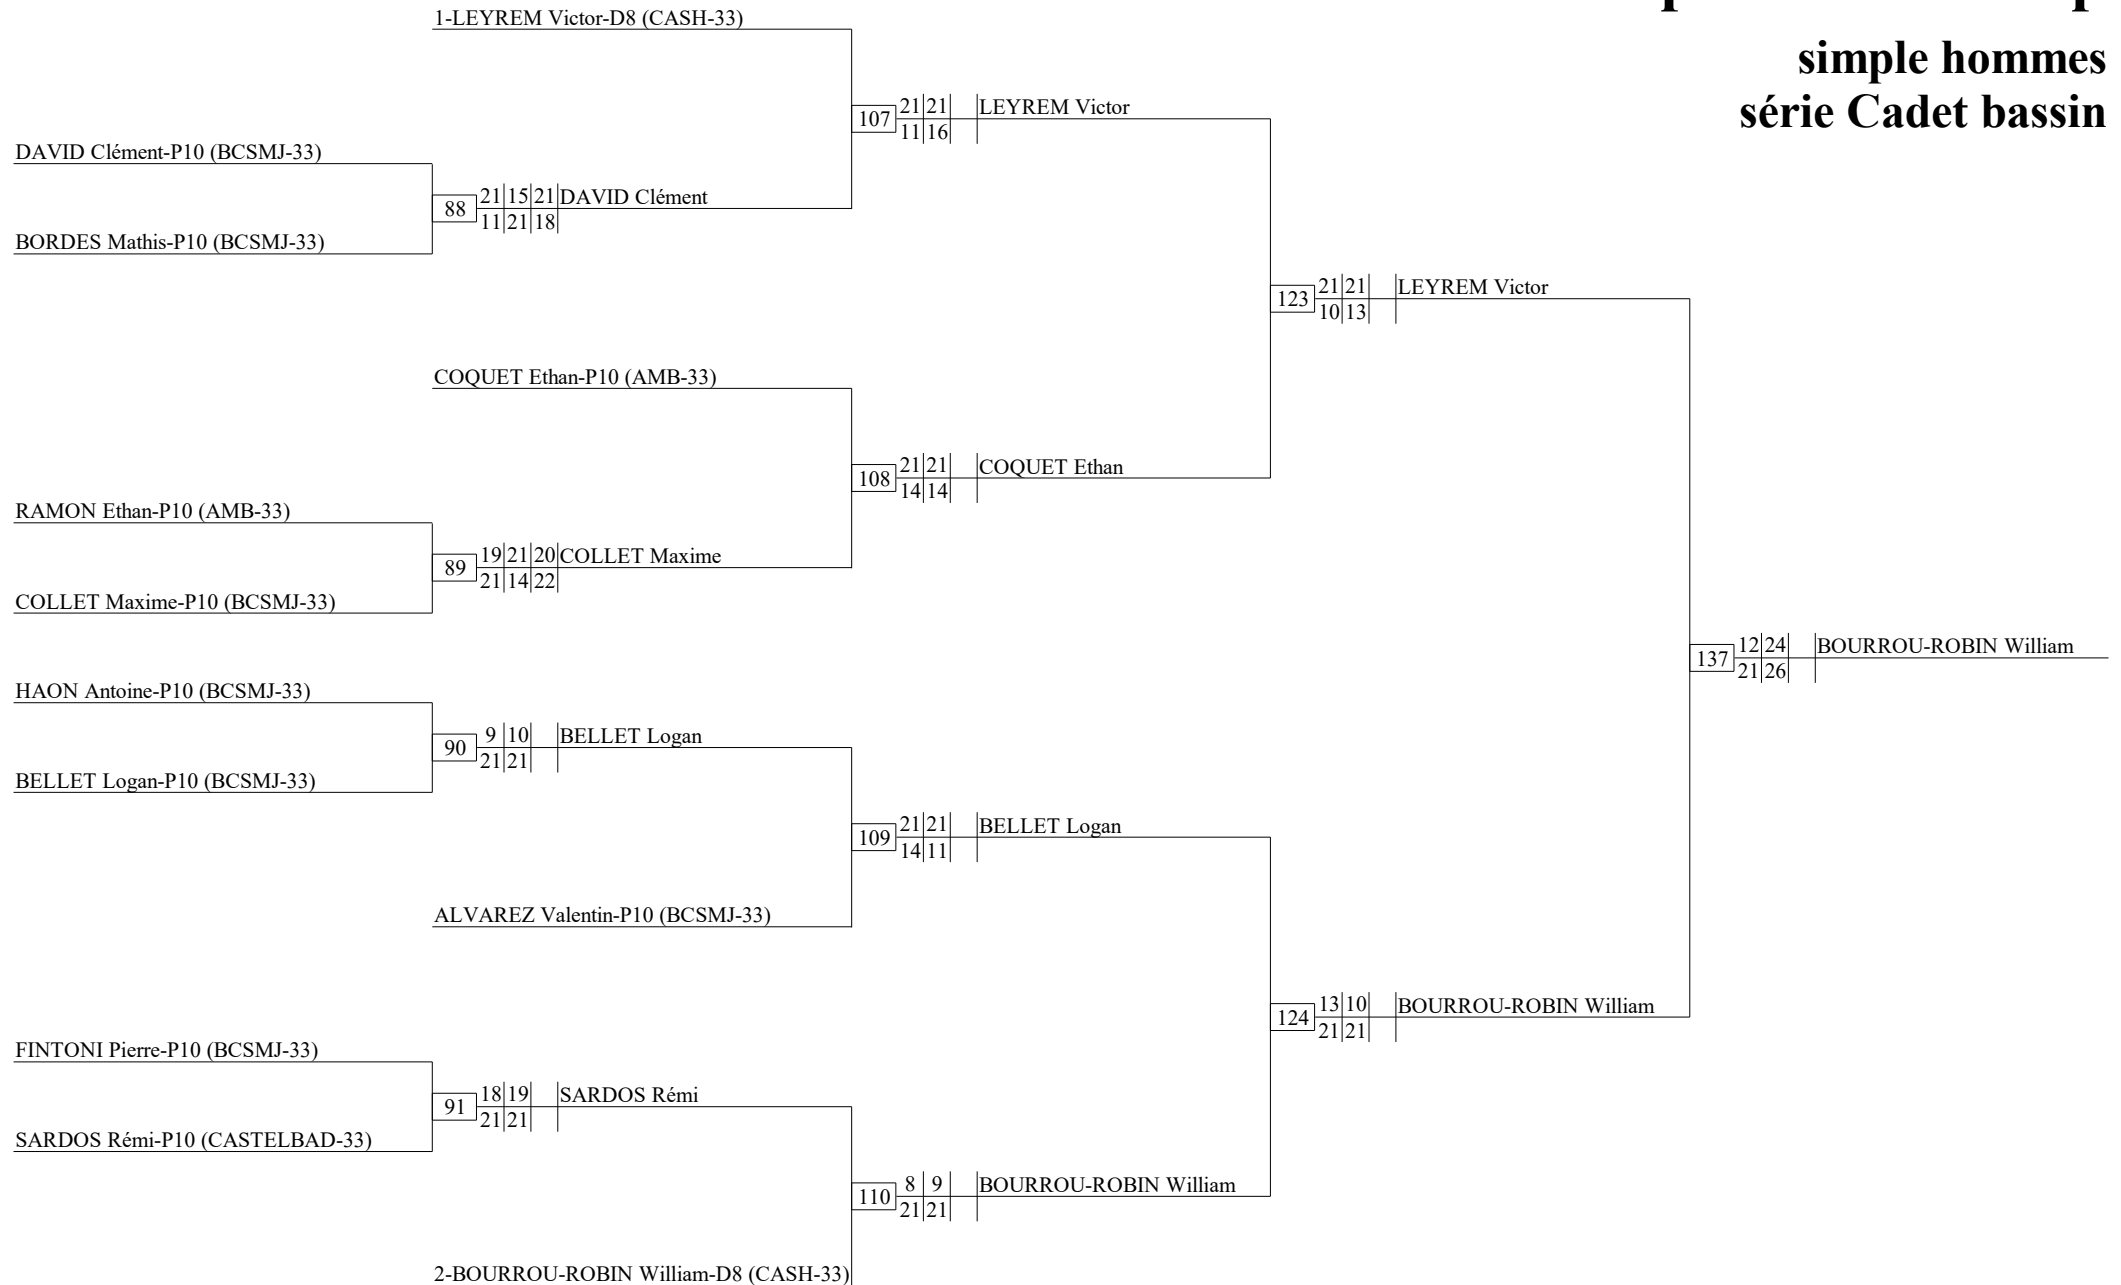 simple hommes
série Cadet bassin
1-LEYREM Victor-D8 (CASH-33)
107 21 21 LEYREM Victor
11 16
DAVID Clément-P10 (BCSMJ-33)
88 21 15 21 DAVID Clément
11 21 18
BORDES Mathis-P10 (BCSMJ-33)
123 21 21 LEYREM Victor
10 13
COQUET Ethan-P10 (AMB-33)
108 21 21 COQUET Ethan
14 14
RAMON Ethan-P10 (AMB-33)
89 19 21 20 COLLET Maxime
21 14 22
COLLET Maxime-P10 (BCSMJ-33)
137 12 24 BOURROU-ROBIN William
21 26
HAON Antoine-P10 (BCSMJ-33)
90 9 10 BELLET Logan
21 21
BELLET Logan-P10 (BCSMJ-33)
109 21 21 BELLET Logan
14 11
ALVAREZ Valentin-P10 (BCSMJ-33)
124 13 10 BOURROU-ROBIN William
21 21
FINTONI Pierre-P10 (BCSMJ-33)
91 18 19 SARDOS Rémi
21 21
SARDOS Rémi-P10 (CASTELBAD-33)
110 8 9 BOURROU-ROBIN William
21 21
2-BOURROU-ROBIN William-D8 (CASH-33)